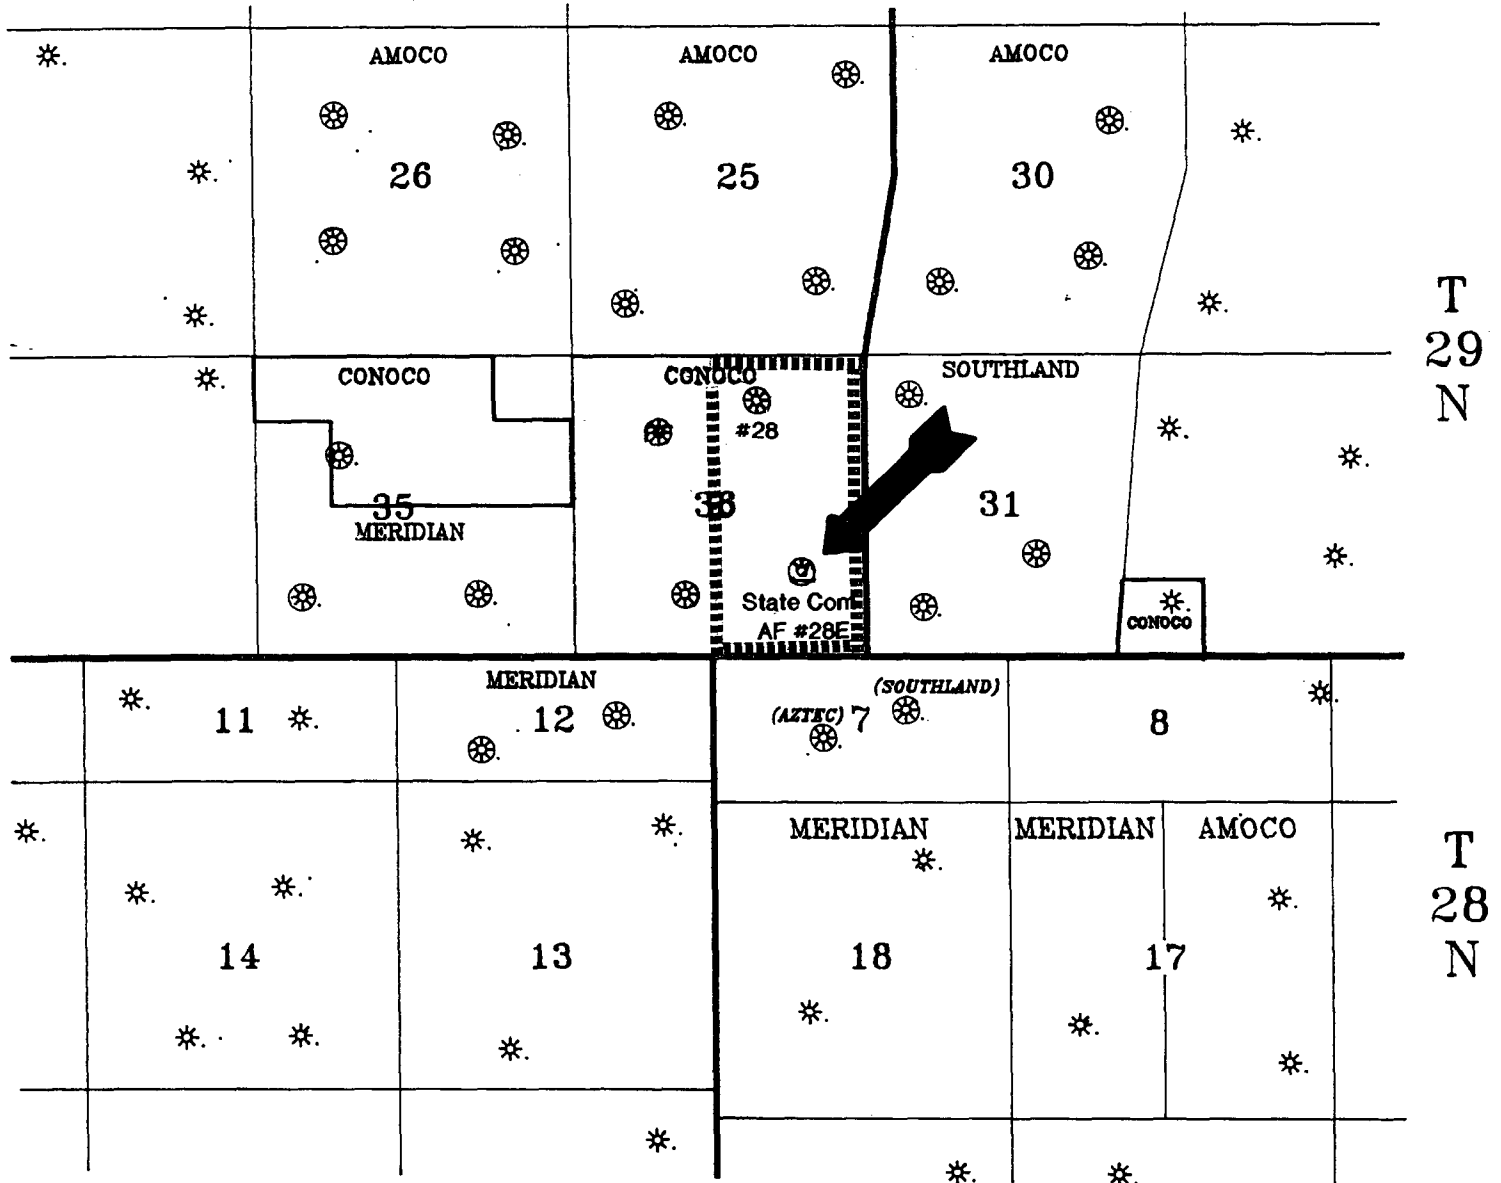 AMOCO AMOCO AMOCO
26 25 30
T
29
N
CONOCO CONOCO SOUTHLAND
#28
35 36 31
MERIDIAN
State Com
AF #28E
CONOCO
MERIDIAN (SOUTHLAND)
11 12 (AZTEC) 7 8
MERIDIAN MERIDIAN AMOCO
T
28
N
14 13 18 17